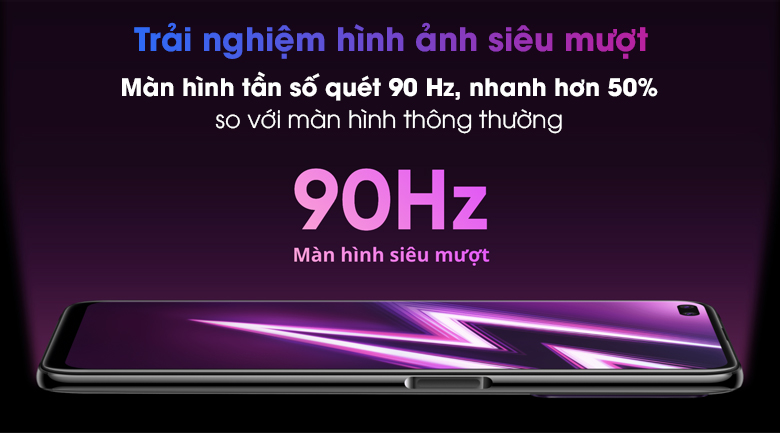 Trải nghiệm hình ảnh siêu mượt
Màn hình tần số quét 90 Hz, nhanh hơn 50%
so với màn hình thông thường
90Hz
Màn hình siêu mượt